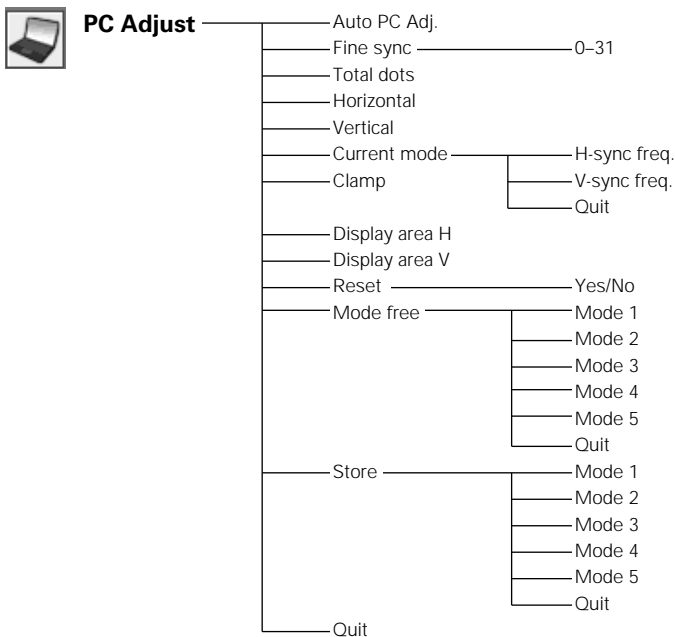 PC Adjust
Auto PC Adj.
Fine sync 0–31
Total dots
Horizontal
Vertical
Current mode H-sync freq.
Clamp V-sync freq.
Quit
Display area H
Display area V
Reset Yes/No
Mode free Mode 1
Mode 2
Mode 3
Mode 4
Mode 5
Quit
Store Mode 1
Mode 2
Mode 3
Mode 4
Mode 5
Quit
Quit